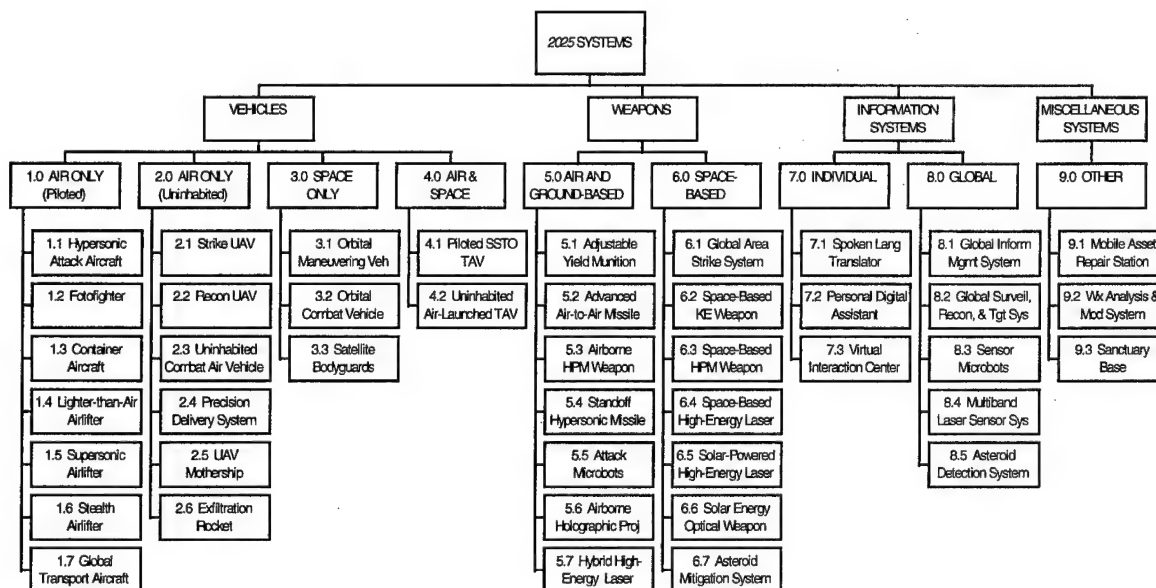 2025 SYSTEMS
VEHICLES
WEAPONS
INFORMATION
SYSTEMS
MISCELLANEOUS
SYSTEMS
1.0 AIR ONLY
(Piloted)
2.0 AIR ONLY
(Uninhabited)
3.0 SPACE
ONLY
4.0 AIR &
SPACE
5.0 AIR AND
GROUND-BASED
6.0 SPACE-
BASED
7.0 INDIVIDUAL
8.0 GLOBAL
9.0 OTHER
1.1 Hypersonic
Attack Aircraft
1.2 Fotofighter
1.3 Container
Aircraft
1.4 Lighter-than-Air
Airlifter
1.5 Supersonic
Airlifter
1.6 Stealth
Airlifter
1.7 Global
Transport Aircraft
2.1 Strike UAV
2.2 Recon UAV
2.3 Uninhabited
Combat Air Vehicle
2.4 Precision
Delivery System
2.5 UAV
Mothership
2.6 Exfiltration
Rocket
3.1 Orbital
Maneuvering Veh
3.2 Orbital
Combat Vehicle
3.3 Satellite
Bodyguards
4.1 Piloted SSTO
TAV
4.2 Uninhabited
Air-Launched TAV
5.1 Adjustable
Yield Munition
5.2 Advanced
Air-to-Air Missile
5.3 Airborne
HPM Weapon
5.4 Standoff
Hypersonic Missile
5.5 Attack
Microbots
5.6 Airborne
Holographic Proj
5.7 Hybrid High-
Energy Laser
6.1 Global Area
Strike System
6.2 Space-Based
KE Weapon
6.3 Space-Based
HPM Weapon
6.4 Space-Based
High-Energy Laser
6.5 Solar-Powered
High-Energy Laser
6.6 Solar Energy
Optical Weapon
6.7 Asteroid
Mitigation System
7.1 Spoken Lang
Translator
7.2 Personal Digital
Assistant
7.3 Virtual
Interaction Center
8.1 Global Inform
Mgmt System
8.2 Global Surveil,
Recon, & Tgt Sys
8.3 Sensor
Microbots
8.4 Multiband
Laser Sensor Sys
8.5 Asteroid
Detection System
9.1 Mobile Asset
Repair Station
9.2 Wx Analysis &
Mod System
9.3 Sanctuary
Base